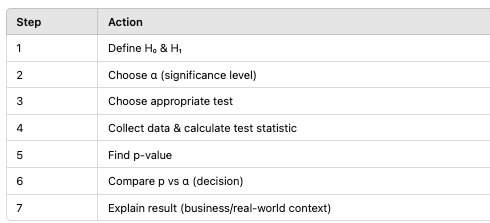 Step Action
1 Define H₀ & H₁
2 Choose α (significance level)
3 Choose appropriate test
4 Collect data & calculate test statistic
5 Find p-value
6 Compare p vs α (decision)
7 Explain result (business/real-world context)